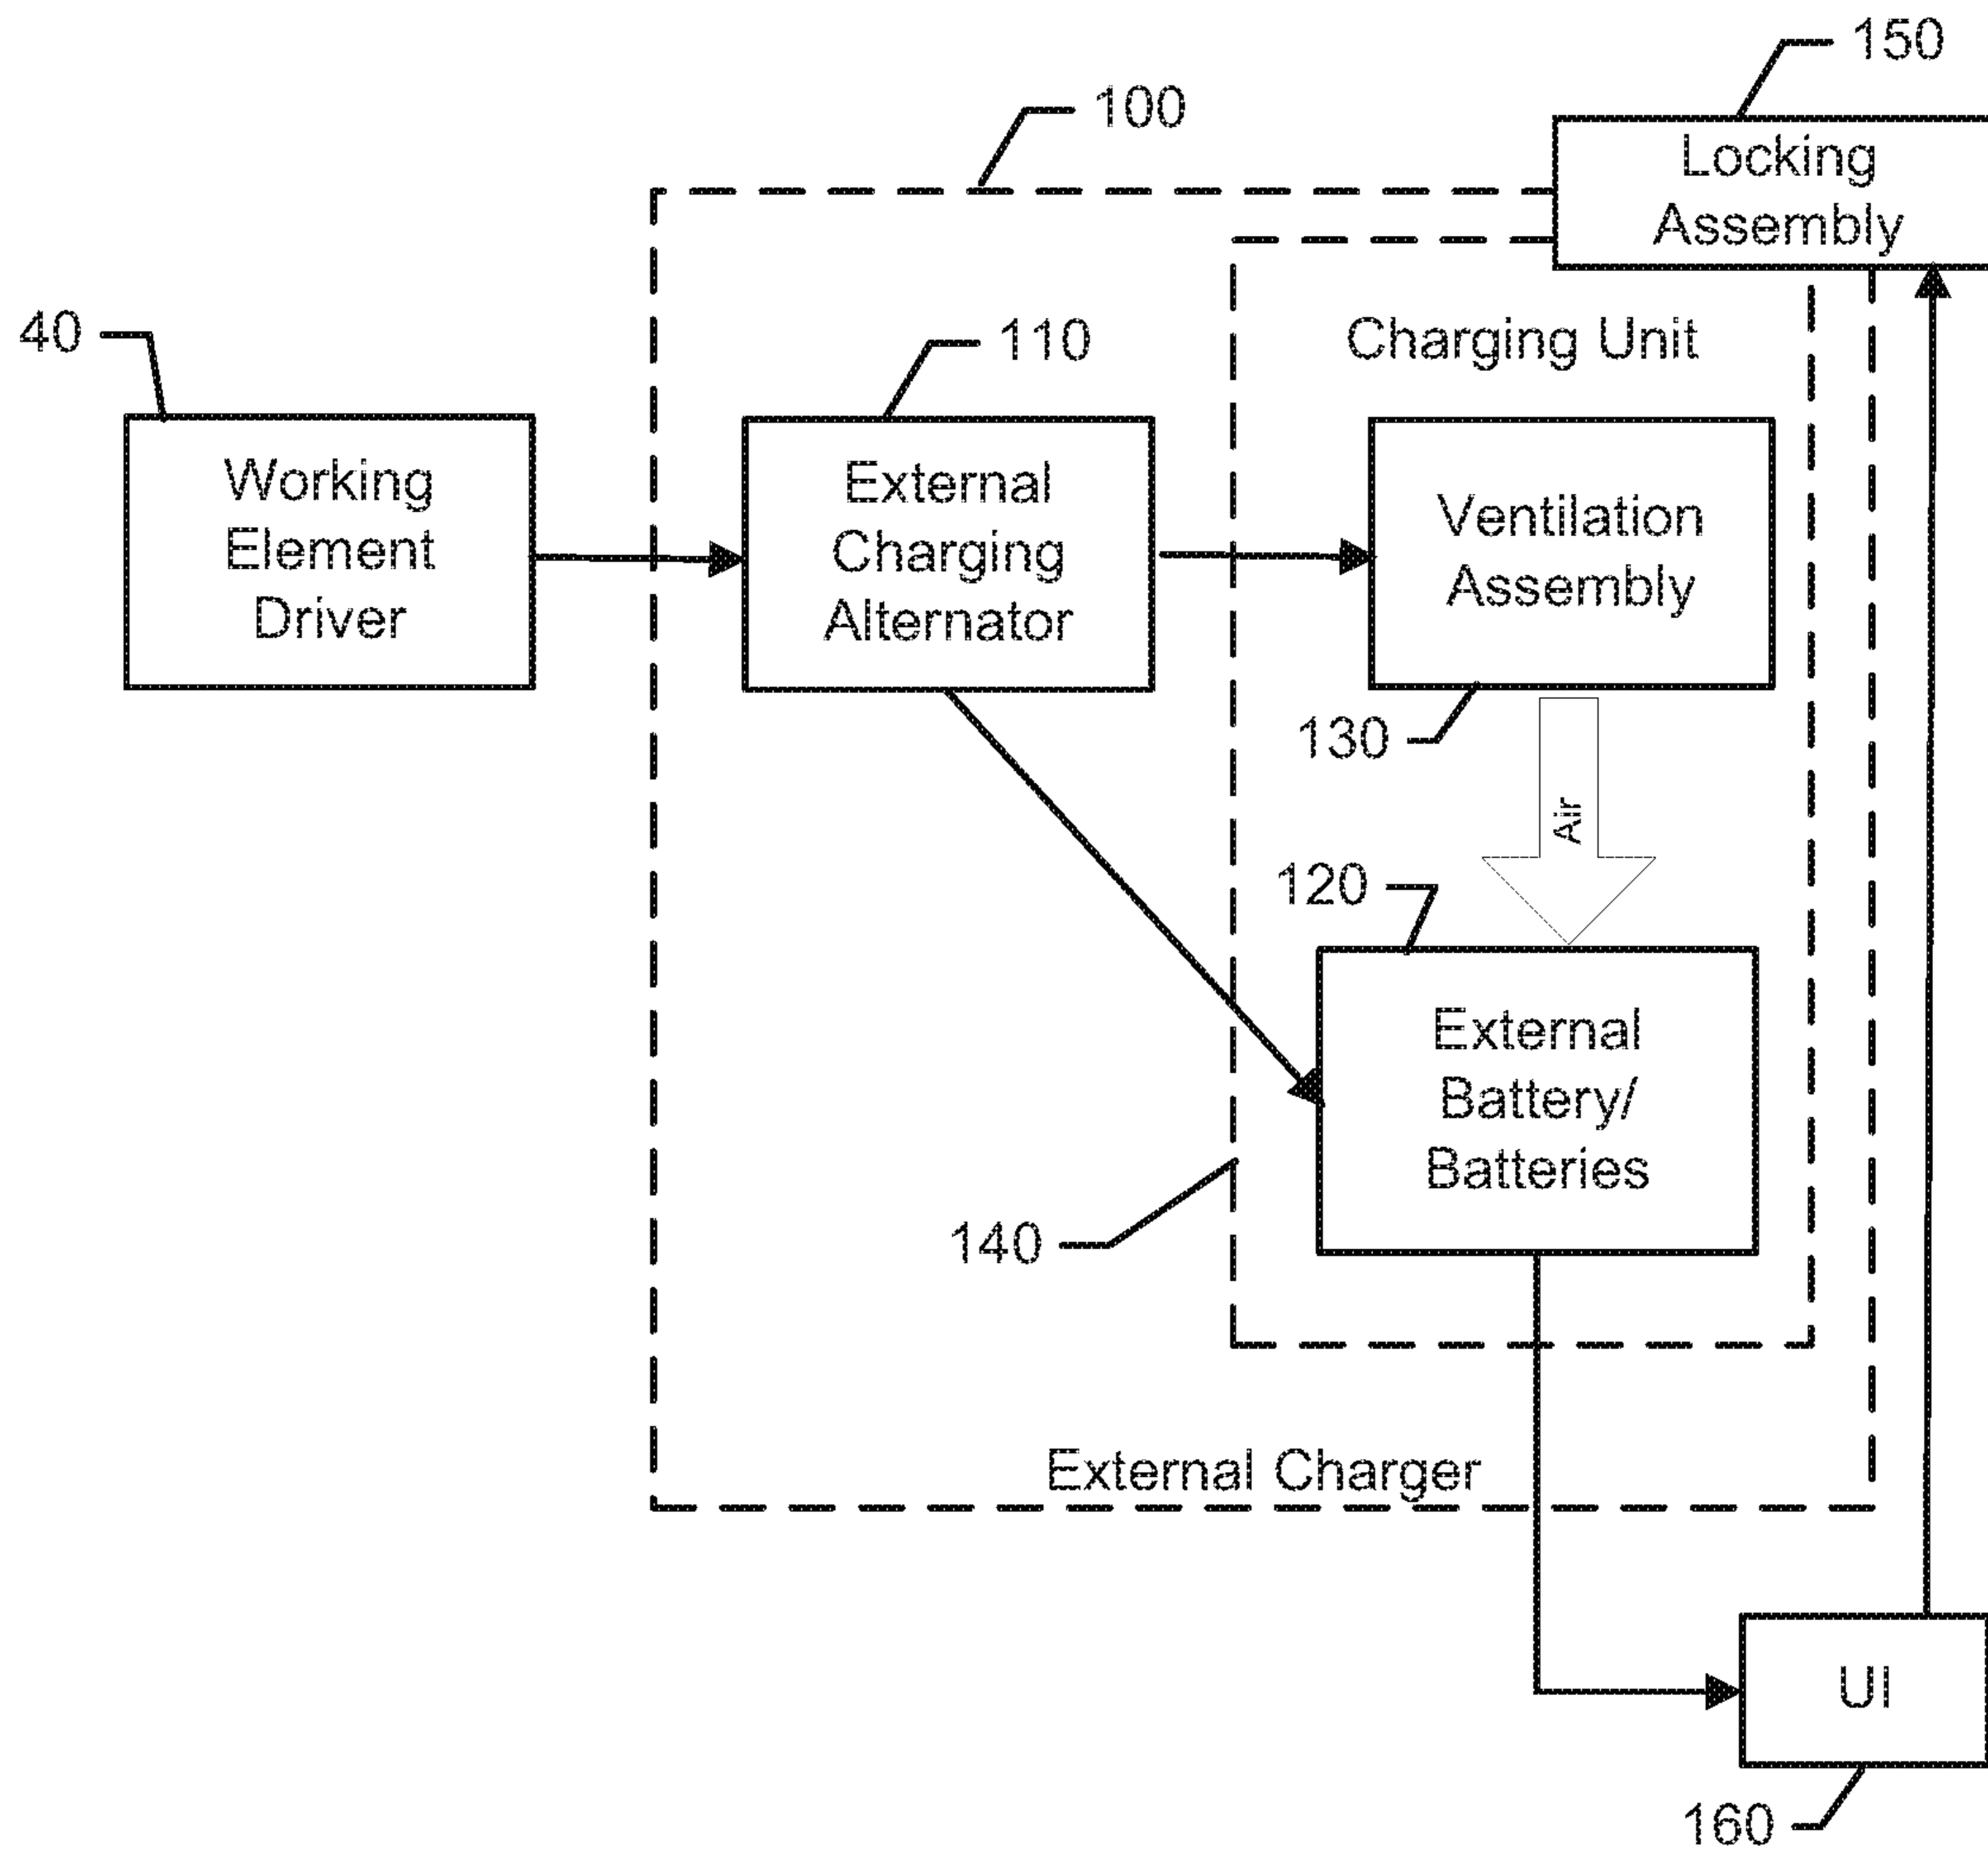 150
100
Locking
Assembly
40
110
Charging Unit
Working
Element
Driver
External
Charging
Alternator
Ventilation
Assembly
130
Air
120
External
Battery/
Batteries
140
External Charger
UI
160